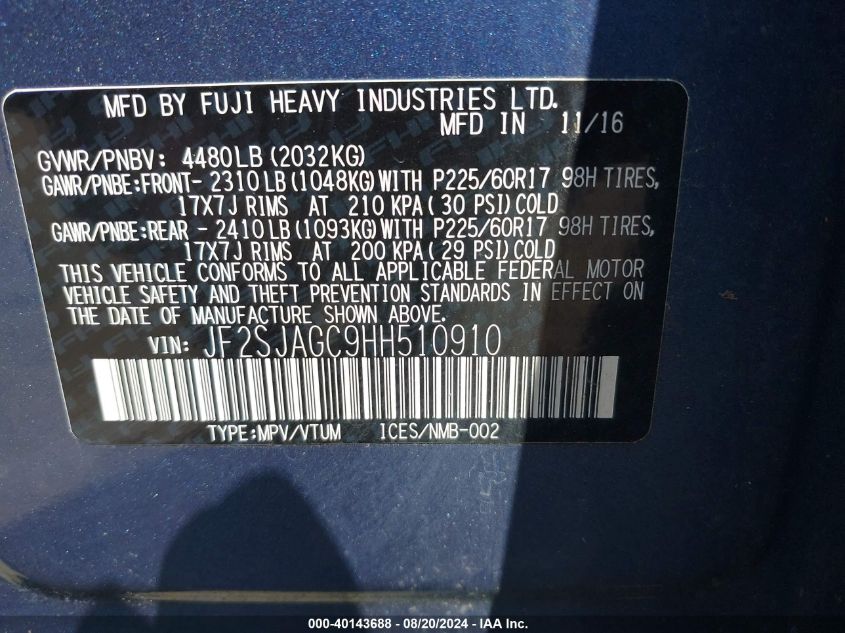 MFD BY FUJI HEAVY INDUSTRIES LTD.
MFD IN 11/16
GVWR/PNBV: 4480LB (2032KG)
GAWR/PNBE:FRONT- 2310LB (1048KG)WITH P225/60R17 98H TIRES,
17X7J RIMS AT 210 KPA( 30 PSI)COLD
GAWR/PNBE:REAR - 2410LB (1093KG)WITH P225/60R17 98H TIRES,
17X7J RIMS AT 200 KPA( 29 PSI)COLD
THIS VEHICLE CONFORMS TO ALL APPLICABLE FEDERAL MOTOR
VEHICLE SAFETY AND THEFT PREVENTION STANDARDS IN EFFECT ON
THE DATE OF MANUFACTURE SHOWN ABOVE.
VIN: JF2SJAGC9HH510910
TYPE:MPV/VTUM ICES/NMB-002
000-40143688 - 08/20/2024 - IAA Inc.